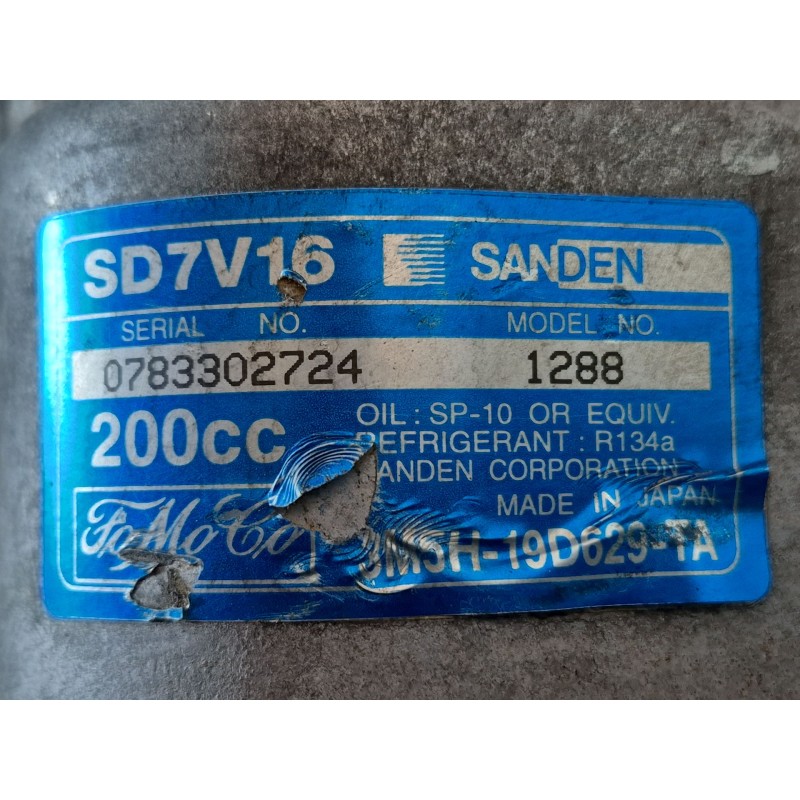 SD7V16 SANDEN
SERIAL NO. MODEL NO.
0783302724 1288
200cc
OIL : SP-10 OR EQUIV.
REFRIGERANT : R134a
SANDEN CORPORATION
MADE IN JAPAN
FoMoCo